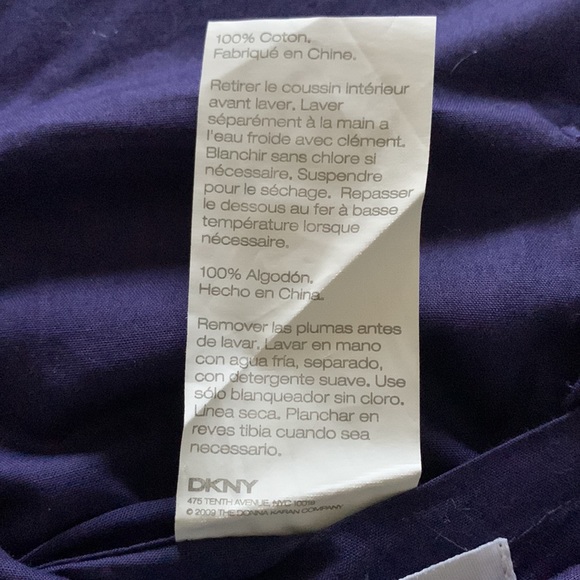 100% Coton.
Fabriqué en Chine.
Retirer le coussin intérieur
avant laver. Laver
séparément à la main a
l'eau froide avec clément.
Blanchir sans chlore si
nécessaire. Suspendre
pour le séchage. Repasser
le dessous au fer à basse
température lorsque
nécessaire.
100% Algodón.
Hecho en China.
Remover las plumas antes
de lavar. Lavar en mano
con agua fría, separado,
con detergente suave. Use
sólo blanqueador sin cloro.
Línea seca. Planchar en
reves tibia cuando sea
necessario.
DKNY
475 TENTH AVENUE, NYC 10018
© 2009 THE DONNA KARAN COMPANY